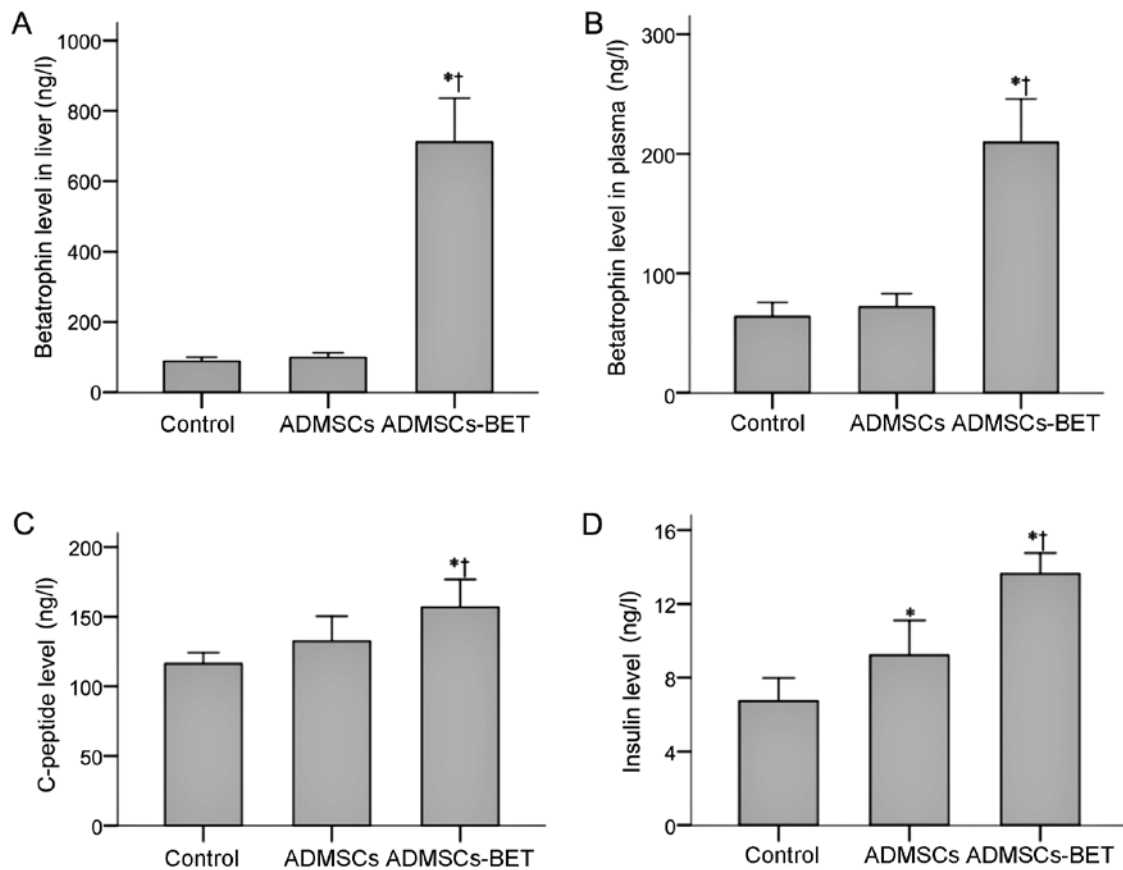 A
Betatrophin level in liver (ng/l)
1000
800
600
400
200
0
*†
Control ADMSCs ADMSCs-BET
B
Betatrophin level in plasma (ng/l)
300
200
100
0
*†
Control ADMSCs ADMSCs-BET
C
C-peptide level (ng/l)
200
150
100
50
0
*†
Control ADMSCs ADMSCs-BET
D
Insulin level (ng/l)
16
12
8
4
0
*
*†
Control ADMSCs ADMSCs-BET